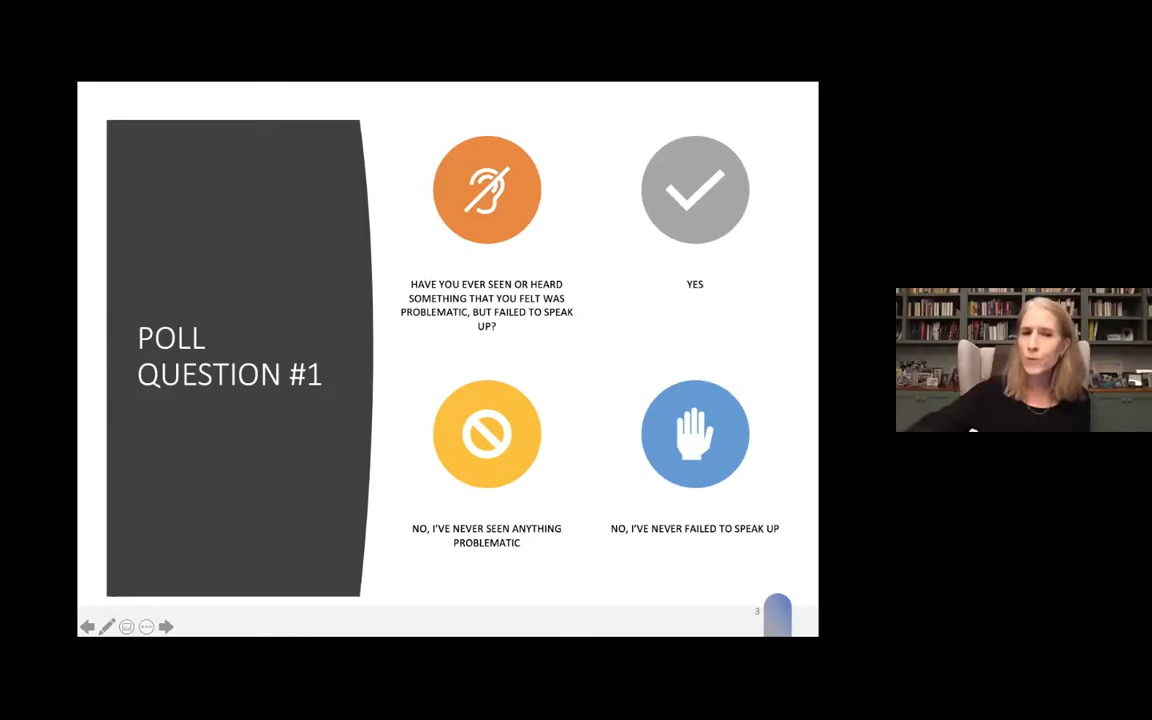 POLL
QUESTION #1
HAVE YOU EVER SEEN OR HEARD
SOMETHING THAT YOU FELT WAS
PROBLEMATIC, BUT FAILED TO SPEAK
UP?
YES
NO, I'VE NEVER SEEN ANYTHING
PROBLEMATIC
NO, I'VE NEVER FAILED TO SPEAK UP
3